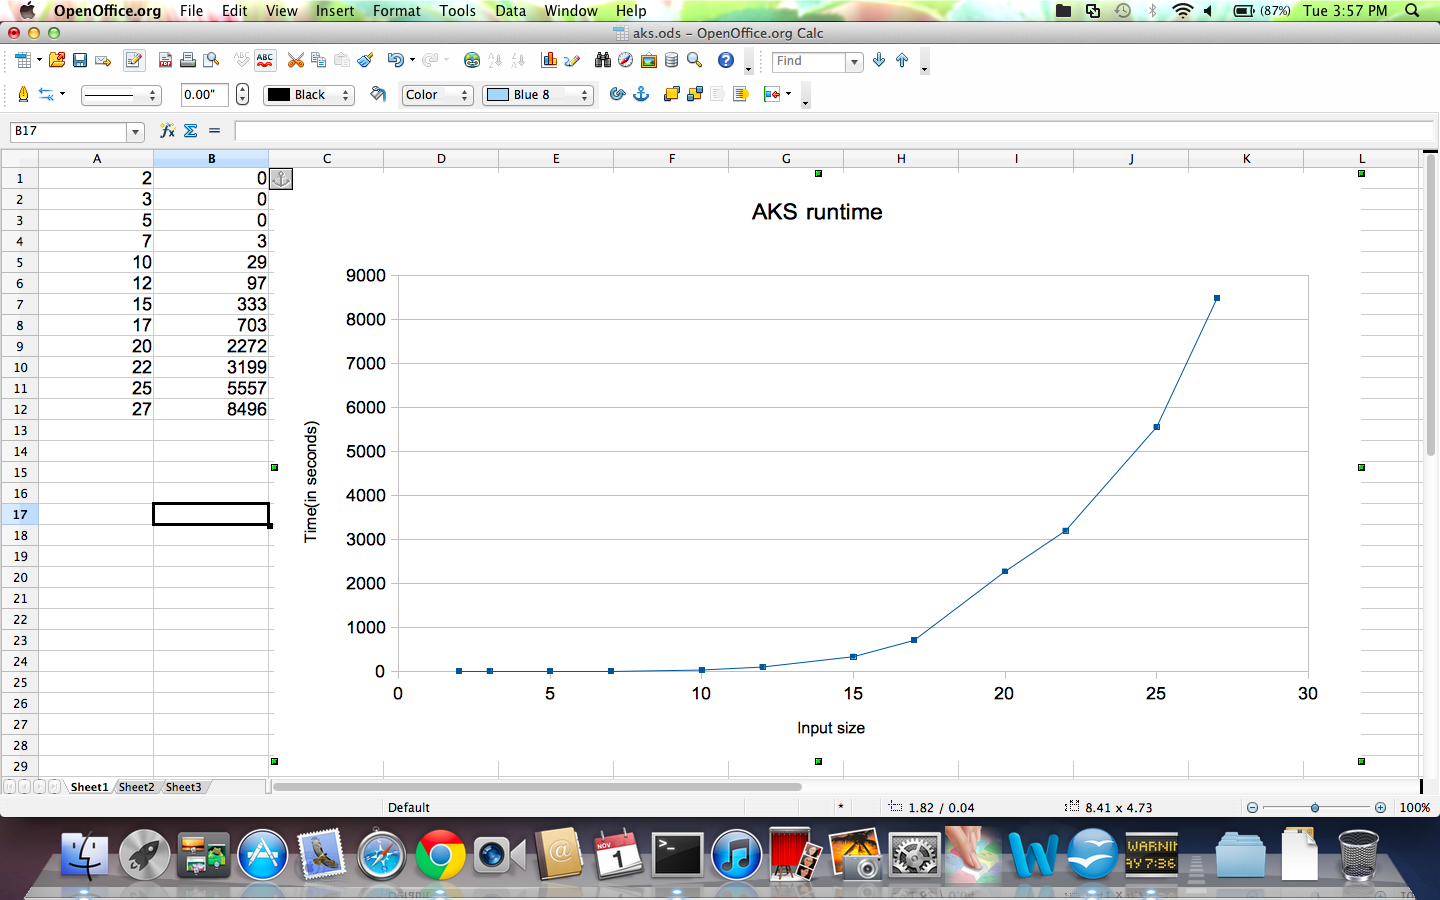 OpenOffice.org File Edit View Insert Format Tools Data Window Help (87%) Tue 3:57 PM
aks.ods – OpenOffice.org Calc
ABC Find
0.00" Black Color Blue 8
B17
A B C D E F G H I J K L
1 2 0
2 3 0
3 5 0
4 7 3
5 10 29
6 12 97
7 15 333
8 17 703
9 20 2272
10 22 3199
11 25 5557
12 27 8496
13
14
15
16
17
18
19
20
21
22
23
24
25
26
27
28
29
AKS runtime
9000
8000
7000
6000
5000
4000
3000
2000
1000
0
Time(in seconds)
0 5 10 15 20 25 30
Input size
Sheet1 Sheet2 Sheet3
Default * 1.82 / 0.04 8.41 x 4.73 100%
NOV
1
>_
W
WARNIN
AY 7:36